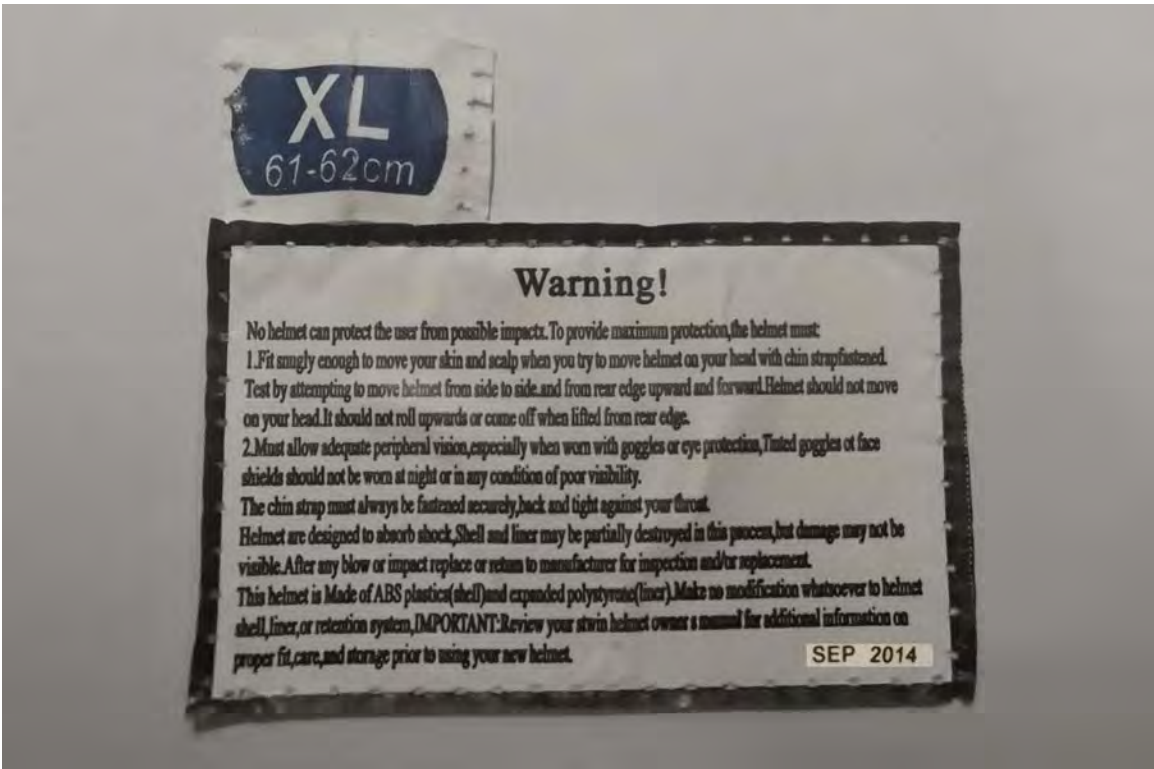 XL
61-62cm
Warning!
No helmet can protect the user from possible impacts.To provide maximum protection,the helmet must:
1.Fit snugly enough to move your skin and scalp when you try to move helmet on your head with chin strapfastened.
Test by attempting to move helmet from side to side.and from rear edge upward and forward.Helmet should not move
on your head.It should not roll upwards or come off when lifted from rear edge.
2.Must allow adequate peripheral vision,especially when worn with goggles or eye protection,Tinted goggles ot face
shields should not be worn at night or in any condition of poor visibility.
The chin strap must always be fastened securely,back and tight against your throat.
Helmet are designed to absorb shock,Shell and liner may be partially destroyed in this process,but damage may not be
visible.After any blow or impact replace or return to manufacturer for inspection and/or replacement.
This helmet is Made of ABS plastics(shell)and expanded polystyrene(liner).Make no modification whatsoever to helmet
shell,liner,or retention system,IMPORTANT:Review your helmet owner s manual for additional information on
proper fit,care,and storage prior to using your new helmet.
SEP 2014